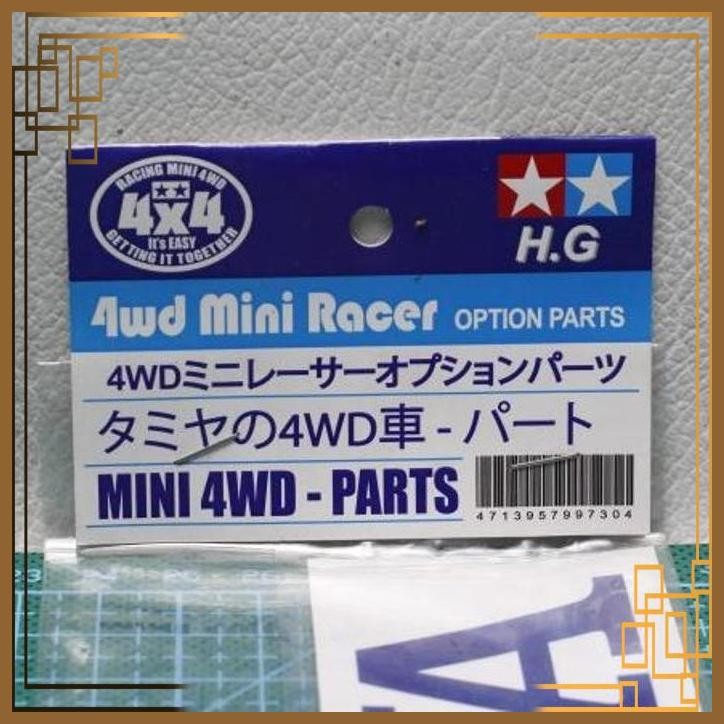 RACING MINI 4WD
4x4
It's EASY
GETTING IT TOGETHER
H.G
4wd Mini Racer OPTION PARTS
4WDミニレーサーオプションパーツ
タミヤの4WD車 - パート
MINI 4WD - PARTS
4713957997304